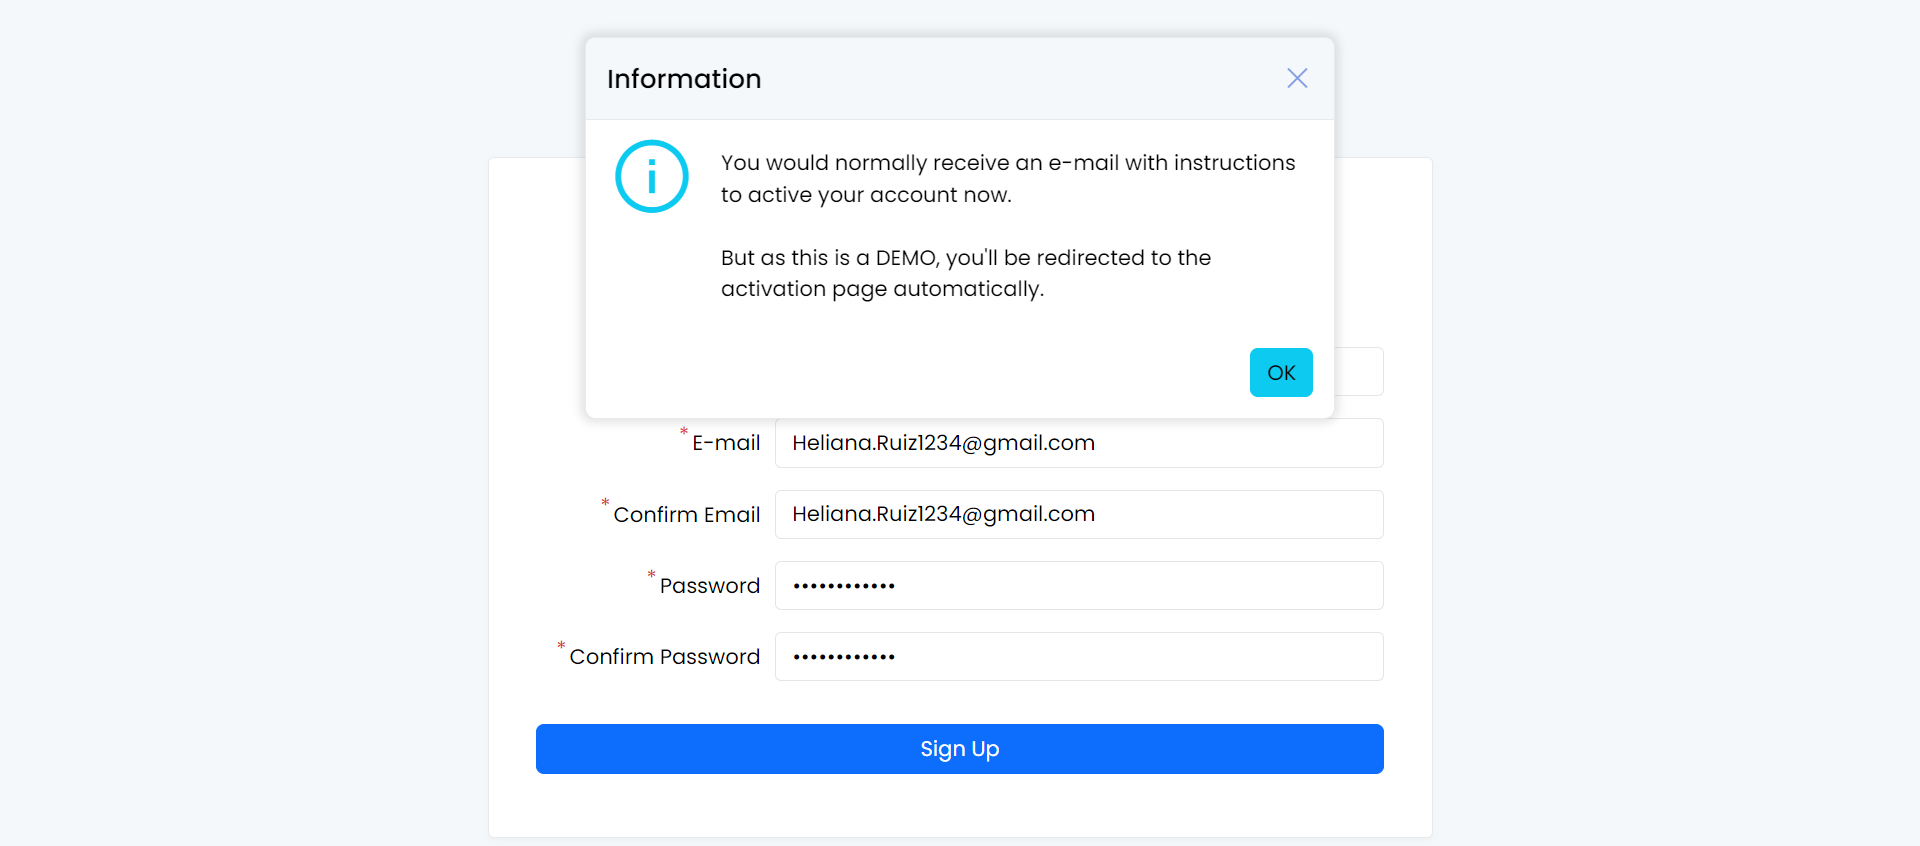 Information
You would normally receive an e-mail with instructions
to active your account now.
But as this is a DEMO, you'll be redirected to the
activation page automatically.
OK
* E-mail
Heliana.Ruiz1234@gmail.com
* Confirm Email
Heliana.Ruiz1234@gmail.com
* Password
••••••••••••
* Confirm Password
••••••••••••
Sign Up